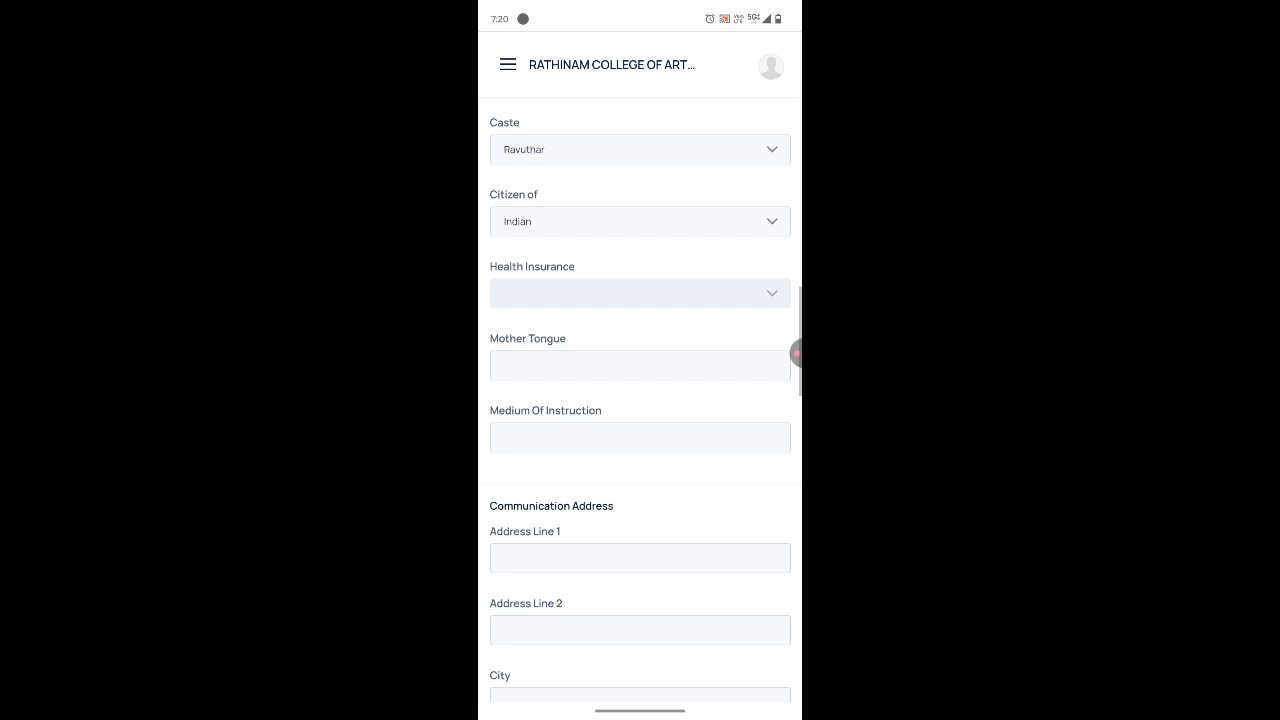 7:20
5G
RATHINAM COLLEGE OF ART...
Caste
Ravuthar
Citizen of
Indian
Health Insurance
Mother Tongue
Medium Of Instruction
Communication Address
Address Line 1
Address Line 2
City